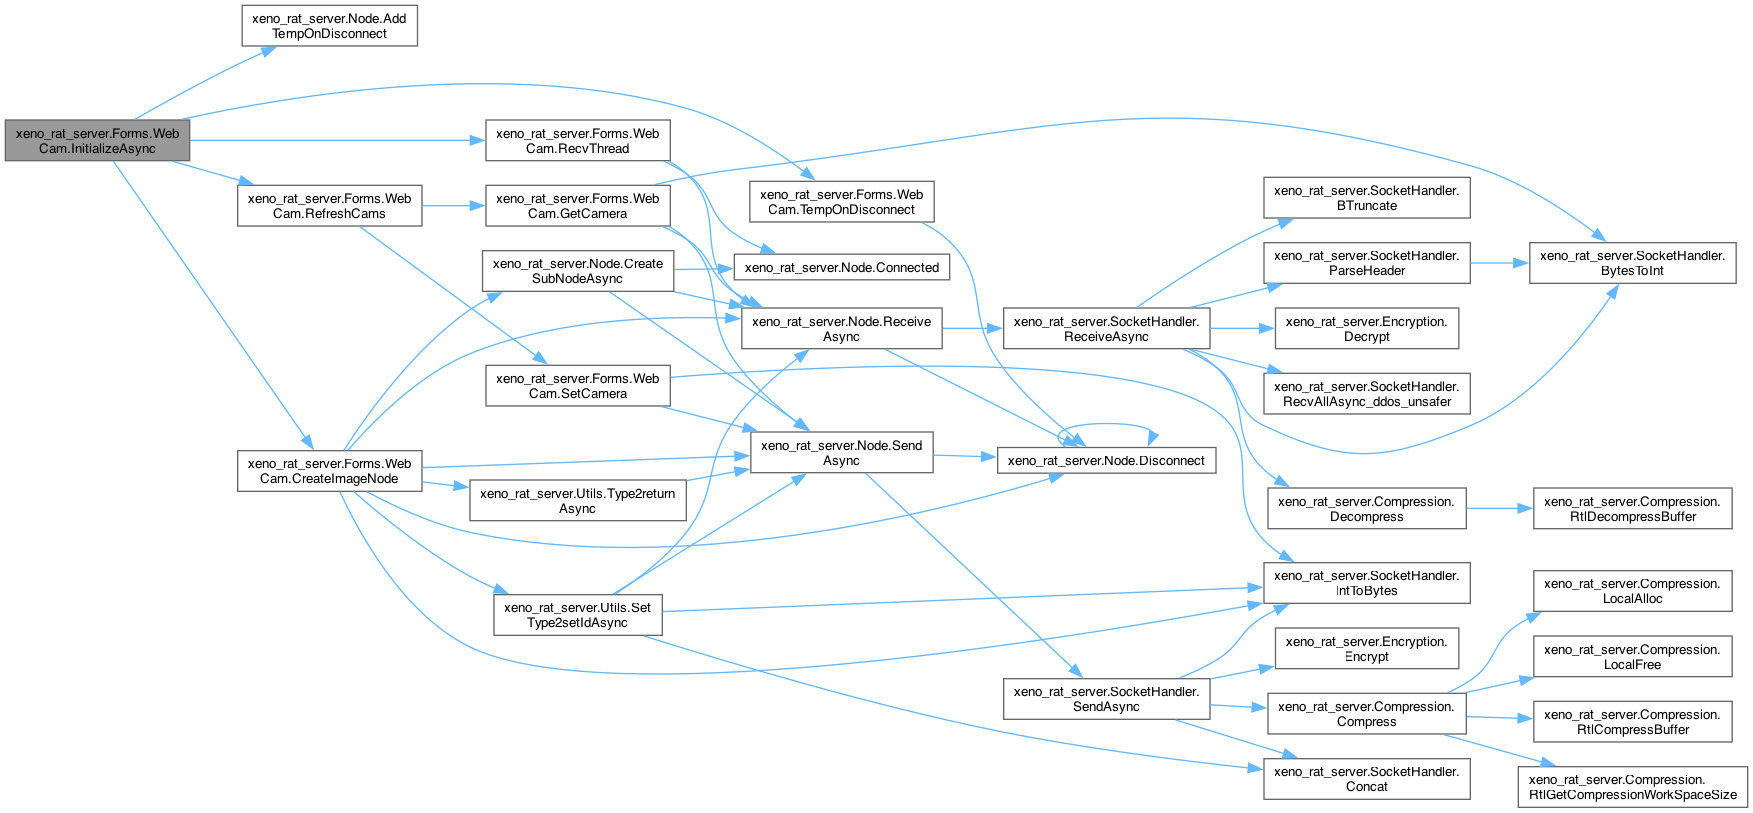 xeno_rat_server.Node.Add
TempOnDisconnect
xeno_rat_server.Forms.Web
Cam.InitializeAsync
xeno_rat_server.Forms.Web
Cam.RefreshCams
xeno_rat_server.Forms.Web
Cam.CreateImageNode
xeno_rat_server.Forms.Web
Cam.RecvThread
xeno_rat_server.Forms.Web
Cam.GetCamera
xeno_rat_server.Node.Create
SubNodeAsync
xeno_rat_server.Forms.Web
Cam.SetCamera
xeno_rat_server.Utils.Type2return
Async
xeno_rat_server.Utils.Set
Type2setIdAsync
xeno_rat_server.Forms.Web
Cam.TempOnDisconnect
xeno_rat_server.Node.Connected
xeno_rat_server.Node.Receive
Async
xeno_rat_server.Node.Send
Async
xeno_rat_server.SocketHandler.
ReceiveAsync
xeno_rat_server.Node.Disconnect
xeno_rat_server.SocketHandler.
SendAsync
xeno_rat_server.SocketHandler.
BTruncate
xeno_rat_server.SocketHandler.
ParseHeader
xeno_rat_server.Encryption.
Decrypt
xeno_rat_server.SocketHandler.
RecvAllAsync_ddos_unsafer
xeno_rat_server.Compression.
Decompress
xeno_rat_server.SocketHandler.
IntToBytes
xeno_rat_server.Encryption.
Encrypt
xeno_rat_server.Compression.
Compress
xeno_rat_server.SocketHandler.
Concat
xeno_rat_server.SocketHandler.
BytesToInt
xeno_rat_server.Compression.
RtlDecompressBuffer
xeno_rat_server.Compression.
LocalAlloc
xeno_rat_server.Compression.
LocalFree
xeno_rat_server.Compression.
RtlCompressBuffer
xeno_rat_server.Compression.
RtlGetCompressionWorkSpaceSize